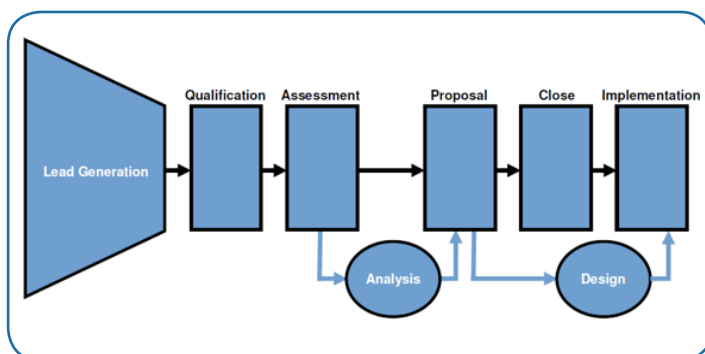 Qualification
Assessment
Proposal
Close
Implementation
Lead Generation
Analysis
Design